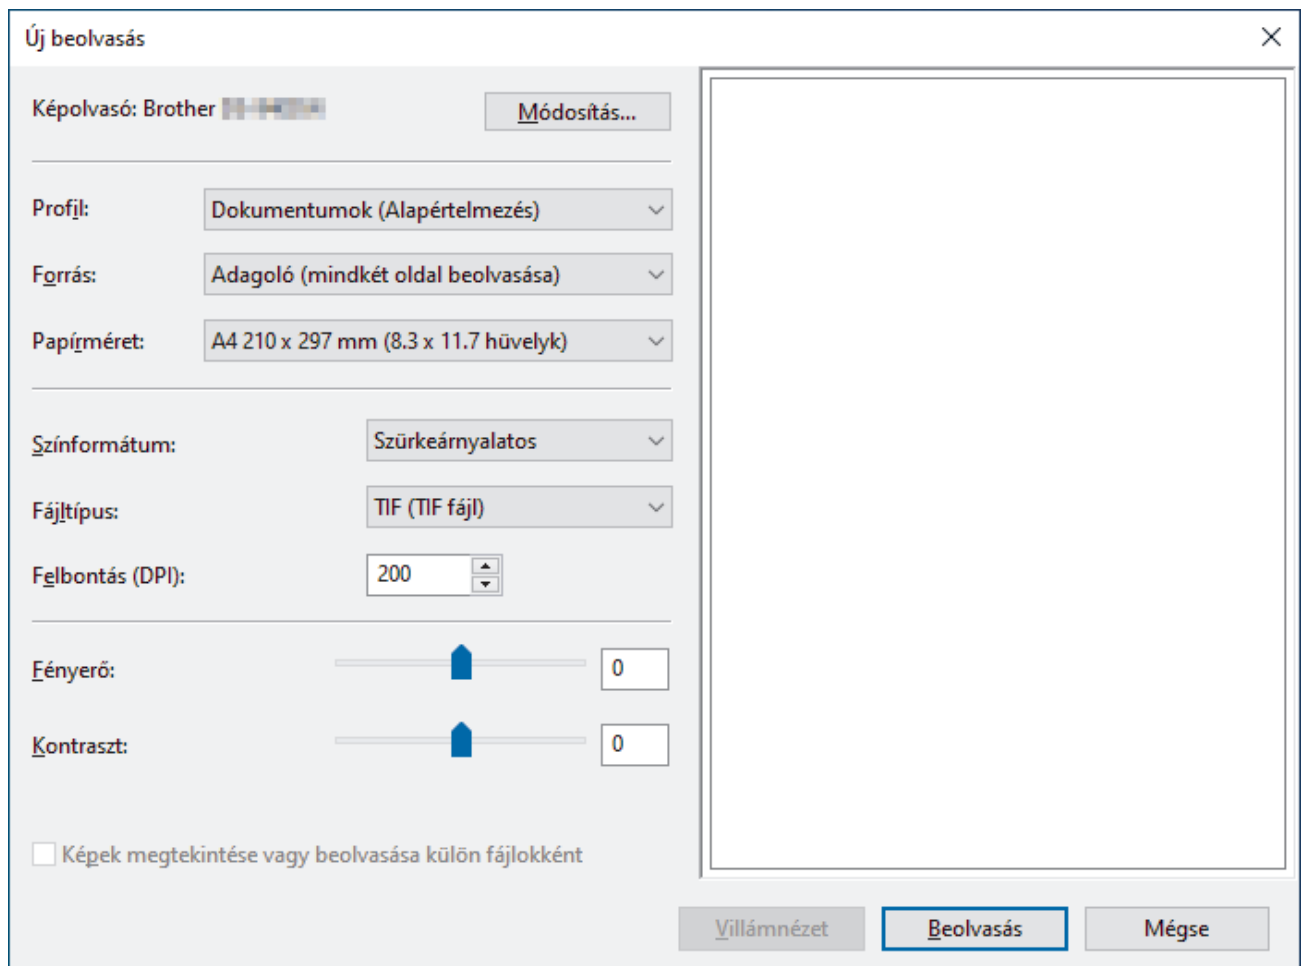 Új beolvasás
Képolvasó: Brother
Módosítás...
Profil: Dokumentumok (Alapértelmezés)
Forrás: Adagoló (mindkét oldal beolvasása)
Papírméret: A4 210 x 297 mm (8.3 x 11.7 hüvelyk)
Színformátum: Szürkeárnyalatos
Fájltípus: TIF (TIF fájl)
Felbontás (DPI): 200
Fényerő: 0
Kontraszt: 0
Képek megtekintése vagy beolvasása külön fájlokként
Villámnézet Beolvasás Mégse